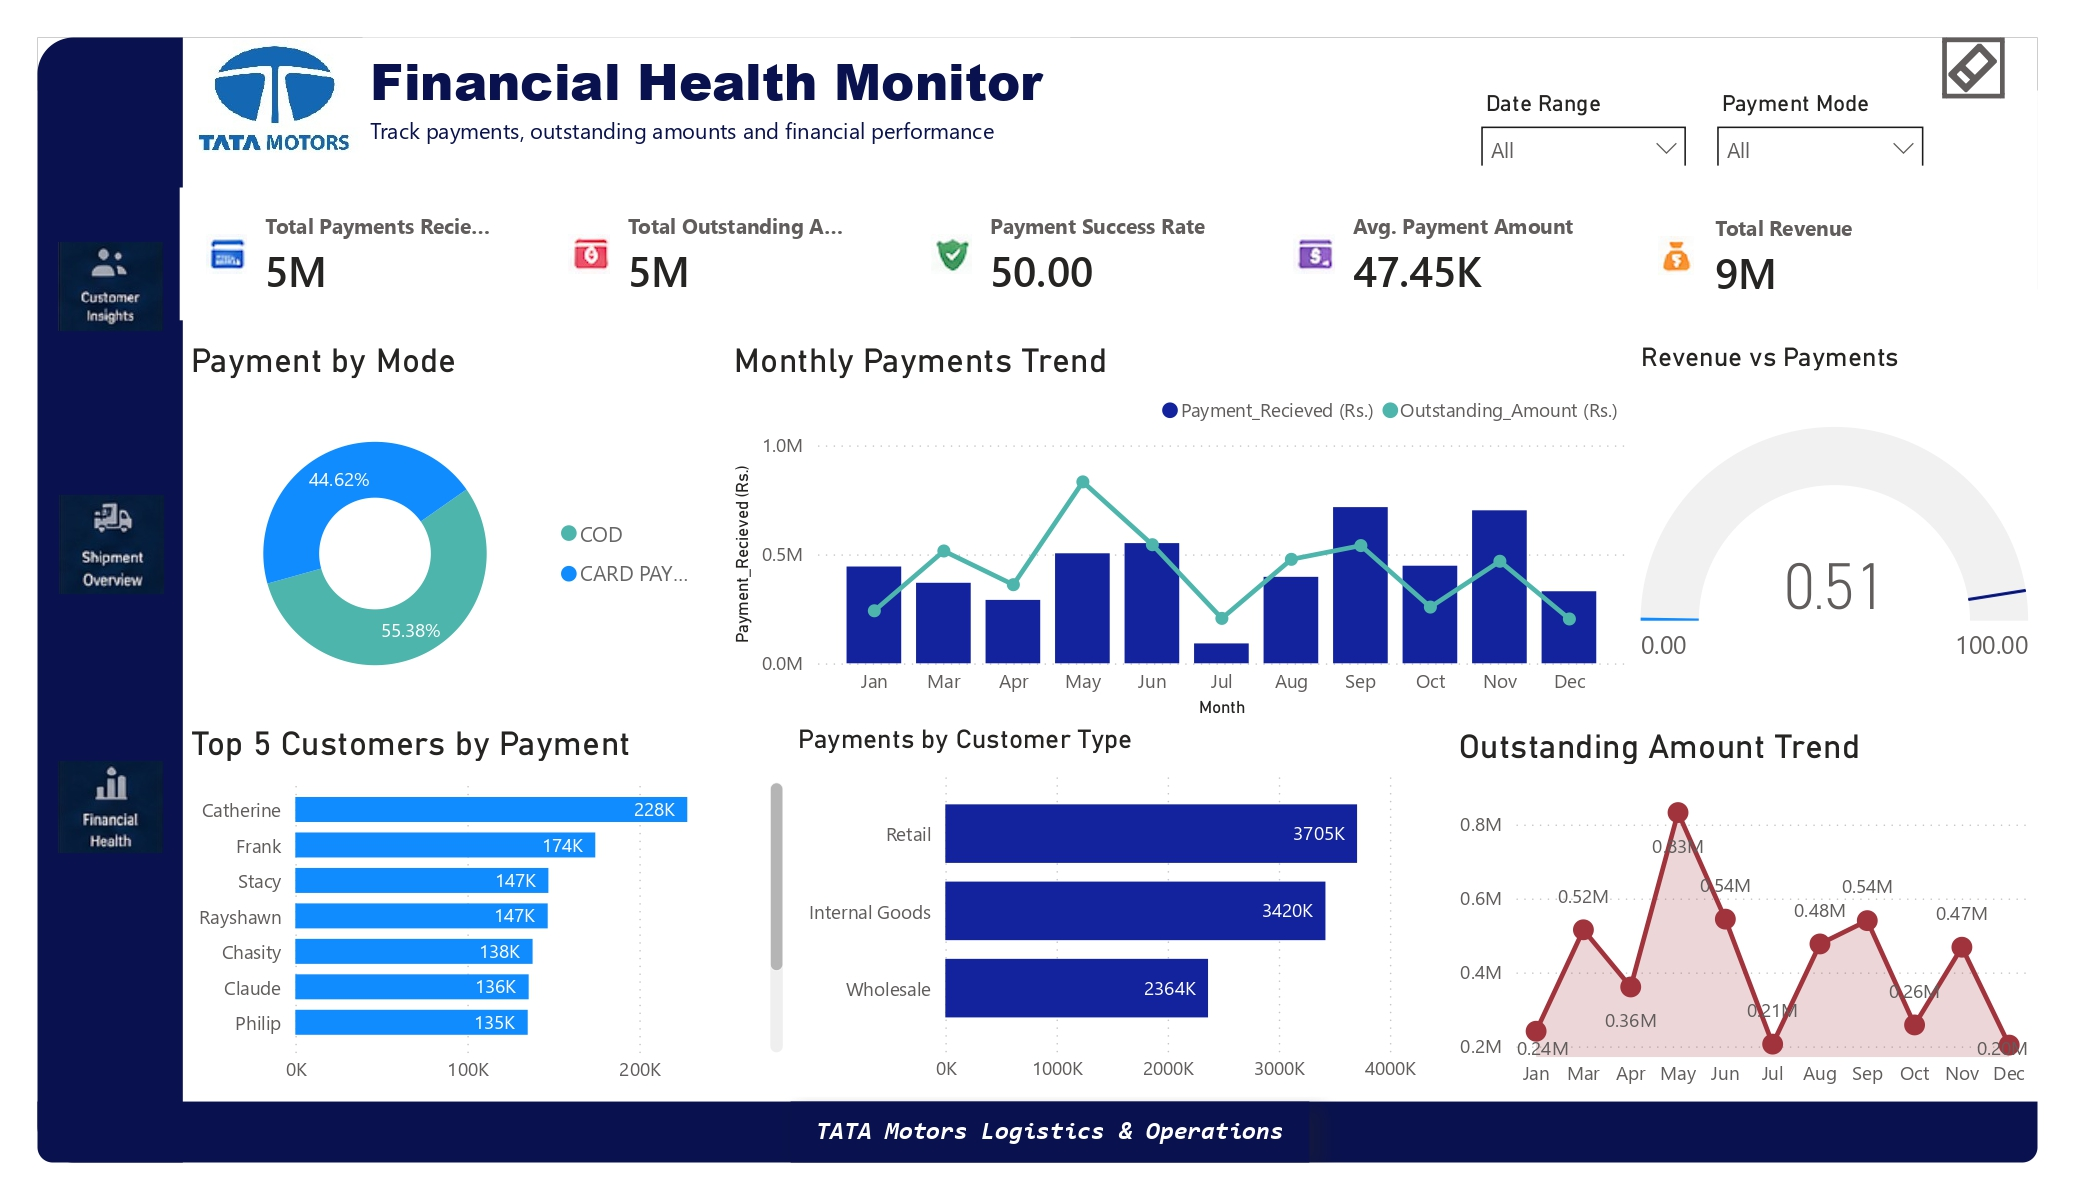 Financial Health Monitor
TATA MOTORS
Track payments, outstanding amounts and financial performance
Date Range
All
Payment Mode
All
Customer
Insights
Shipment
Overview
Financial
Health
Total Payments Recie...
5M
Total Outstanding A...
5M
Payment Success Rate
50.00
Avg. Payment Amount
47.45K
Total Revenue
9M
Payment by Mode
44.62%
55.38%
COD
CARD PAY...
Monthly Payments Trend
Payment_Recieved (Rs.) Outstanding_Amount (Rs.)
Payment_Recieved (Rs.)
1.0M
0.5M
0.0M
Jan Mar Apr May Jun Jul Aug Sep Oct Nov Dec
Month
Revenue vs Payments
0.51
0.00 100.00
Top 5 Customers by Payment
Catherine 228K
Frank 174K
Stacy 147K
Rayshawn 147K
Chasity 138K
Claude 136K
Philip 135K
0K 100K 200K
Payments by Customer Type
Retail 3705K
Internal Goods 3420K
Wholesale 2364K
0K 1000K 2000K 3000K 4000K
Outstanding Amount Trend
0.8M
0.6M
0.4M
0.2M
0.24M
0.52M
0.36M
0.83M
0.54M
0.21M
0.48M
0.54M
0.26M
0.47M
Jan Mar Apr May Jun Jul Aug Sep Oct Nov Dec
TATA Motors Logistics & Operations